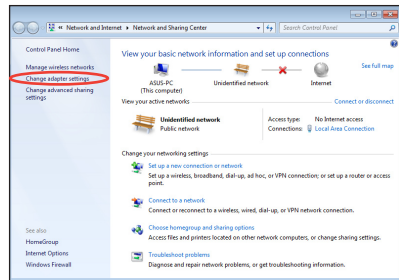 « Network and Internet ▸ Network and Sharing Center
Search Control Panel
Control Panel Home
Manage wireless networks
Change adapter settings
Change advanced sharing
settings
View your basic network information and set up connections
See full map
ASUS-PC
(This computer)
Unidentified network
Internet
View your active networks
Connect or disconnect
Unidentified network
Public network
Access type: No Internet access
Connections: Local Area Connection
Change your networking settings
Set up a new connection or network
Set up a wireless, broadband, dial-up, ad hoc, or VPN connection; or set up a router or access
point.
Connect to a network
Connect or reconnect to a wireless, wired, dial-up, or VPN network connection.
Choose homegroup and sharing options
Access files and printers located on other network computers, or change sharing settings.
Troubleshoot problems
Diagnose and repair network problems, or get troubleshooting information.
See also
HomeGroup
Internet Options
Windows Firewall